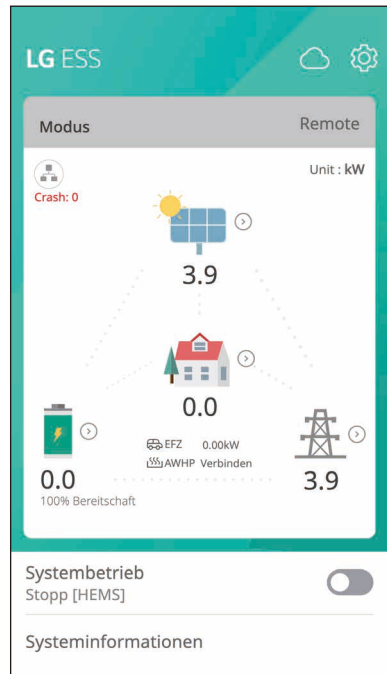 LG ESS
Modus Remote
Unit : kW
Crash: 0
3.9
0.0
EFZ 0.00kW
AWHP Verbinden
0.0
100% Bereitschaft
3.9
Systembetrieb
Stopp [HEMS]
Systeminformationen